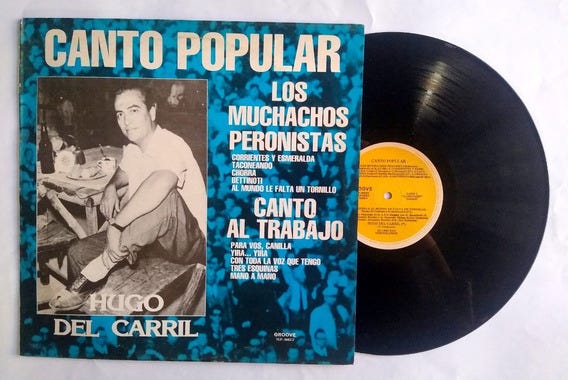 CANTO POPULAR
LOS
MUCHACHOS
PERONISTAS
CORRIENTES Y ESMERALDA
TACONEANDO
CHORRA
BETTINOTI
AL MUNDO LE FALTA UN TORNILLO
CANTO
AL TRABAJO
PARA VOS, CANILLA
YIRA... YIRA
CON TODA LA VOZ QUE TENGO
TRES ESQUINAS
MANO A MANO
HUGO
DEL CARRIL
GROOVE
CANTO POPULAR
GROOVE